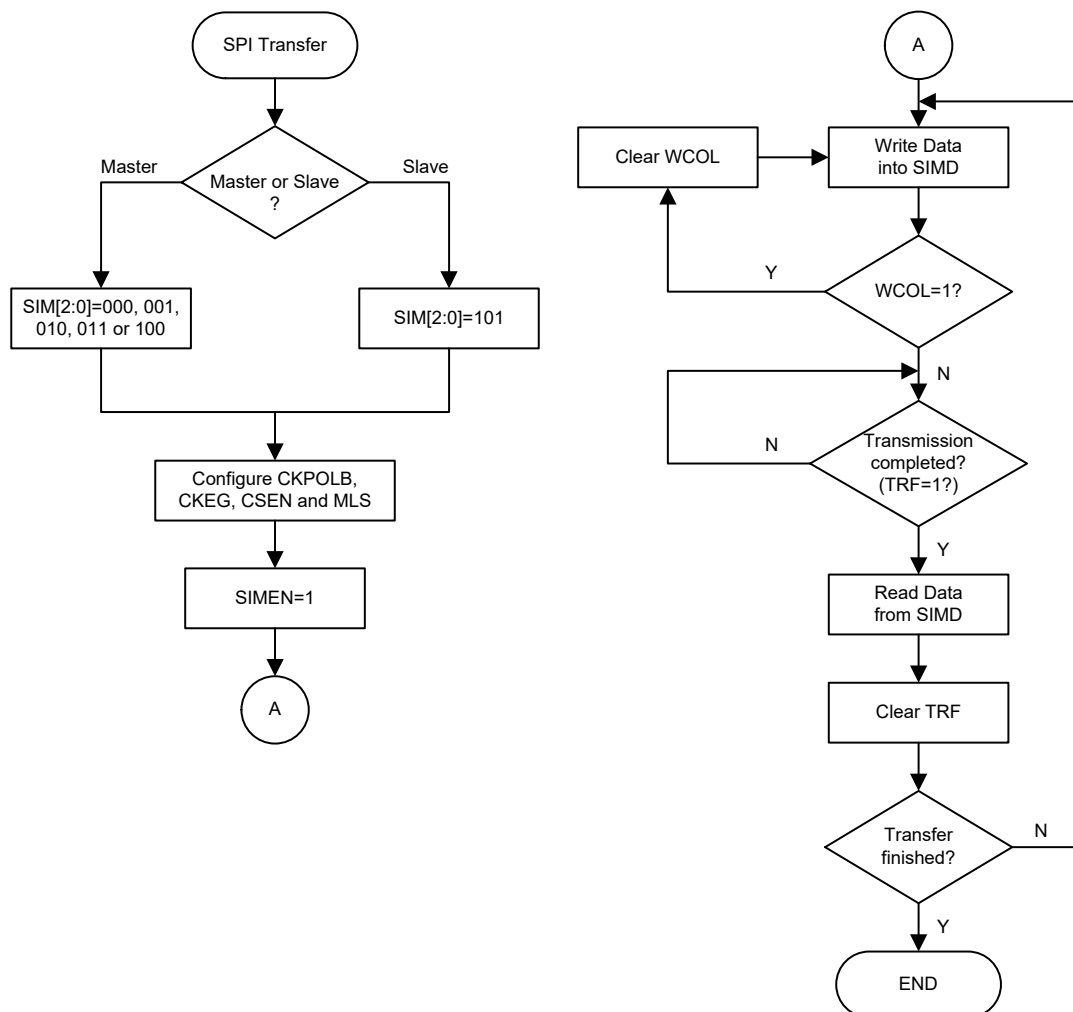 SPI Transfer
Master
Slave
Master or Slave
?
SIM[2:0]=000, 001,
010, 011 or 100
SIM[2:0]=101
Configure CKPOLB,
CKEG, CSEN and MLS
SIMEN=1
A
A
Clear WCOL
Write Data
into SIMD
Y
WCOL=1?
N
N
Transmission
completed?
(TRF=1?)
Y
Read Data
from SIMD
Clear TRF
Transfer
finished?
N
Y
END